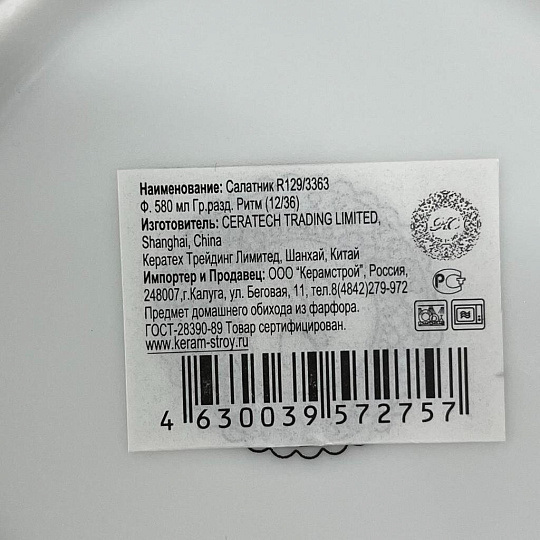 Наименование: Салатник R129/3363
Ф. 580 мл Гр.разд. Ритм (12/36)
Изготовитель: CERATECH TRADING LIMITED,
Shanghai, China
Кератех Трейдинг Лимитед, Шанхай, Китай
Импортер и Продавец: ООО "Керамстрой", Россия,
248007,г.Калуга, ул. Беговая, 11, тел.8(4842)279-972
Предмет домашнего обихода из фарфора.
ГОСТ-28390-89 Товар сертифицирован.
www.keram-stroy.ru
4 630039 572757